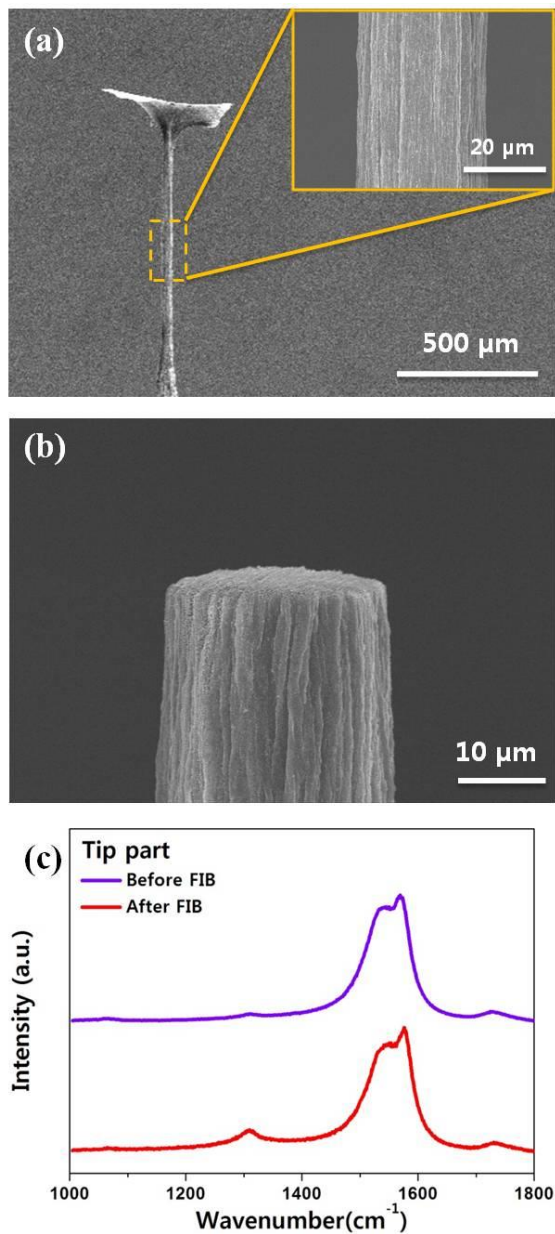 (a)
20 μm
500 μm
(b)
10 μm
(c)
Tip part
Before FIB
After FIB
Intensity (a.u.)
1000 1200 1400 1600 1800
Wavenumber(cm⁻¹)